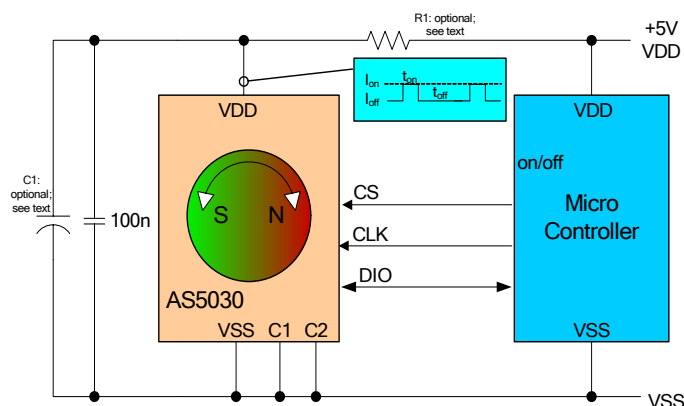 R1: optional;
see text
+5V
VDD
Ion
ton
Ioff
toff
VDD
VDD
C1:
optional;
see text
on/off
CS
S
N
Micro
Controller
100n
CLK
DIO
AS5030
VSS
C1
C2
VSS
VSS